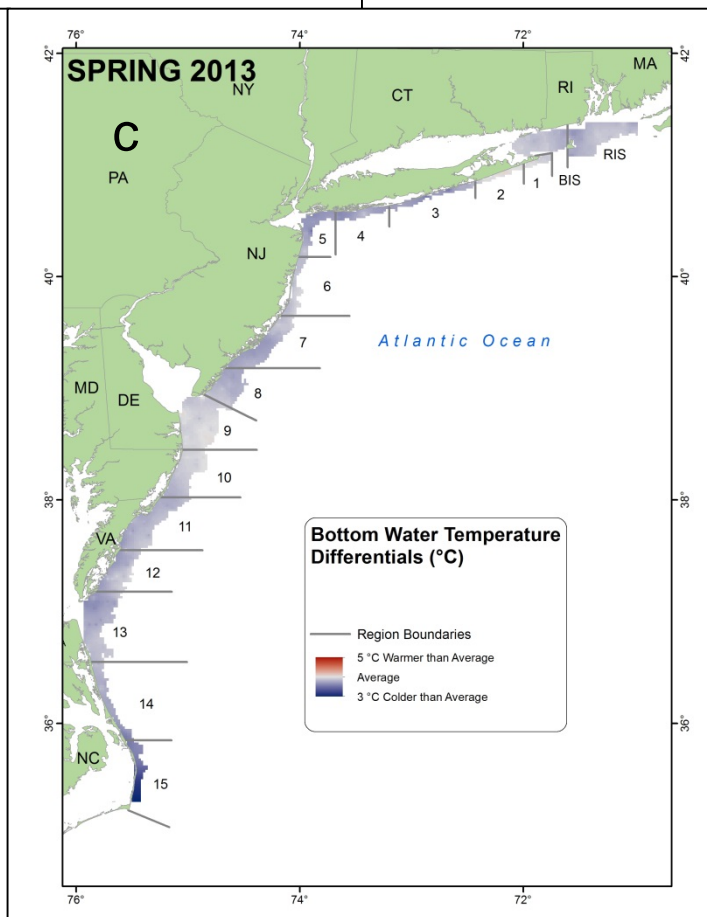 76°
74°
72°
42°
42°
SPRING 2013
C
NY
CT
RI
MA
PA
RIS
BIS
1
2
3
4
5
NJ
40°
40°
6
Atlantic Ocean
7
MD
DE
8
9
10
38°
38°
11
VA
12
13
14
36°
36°
NC
15
Bottom Water Temperature
Differentials (°C)
Region Boundaries
5 °C Warmer than Average
Average
3 °C Colder than Average
76°
74°
72°